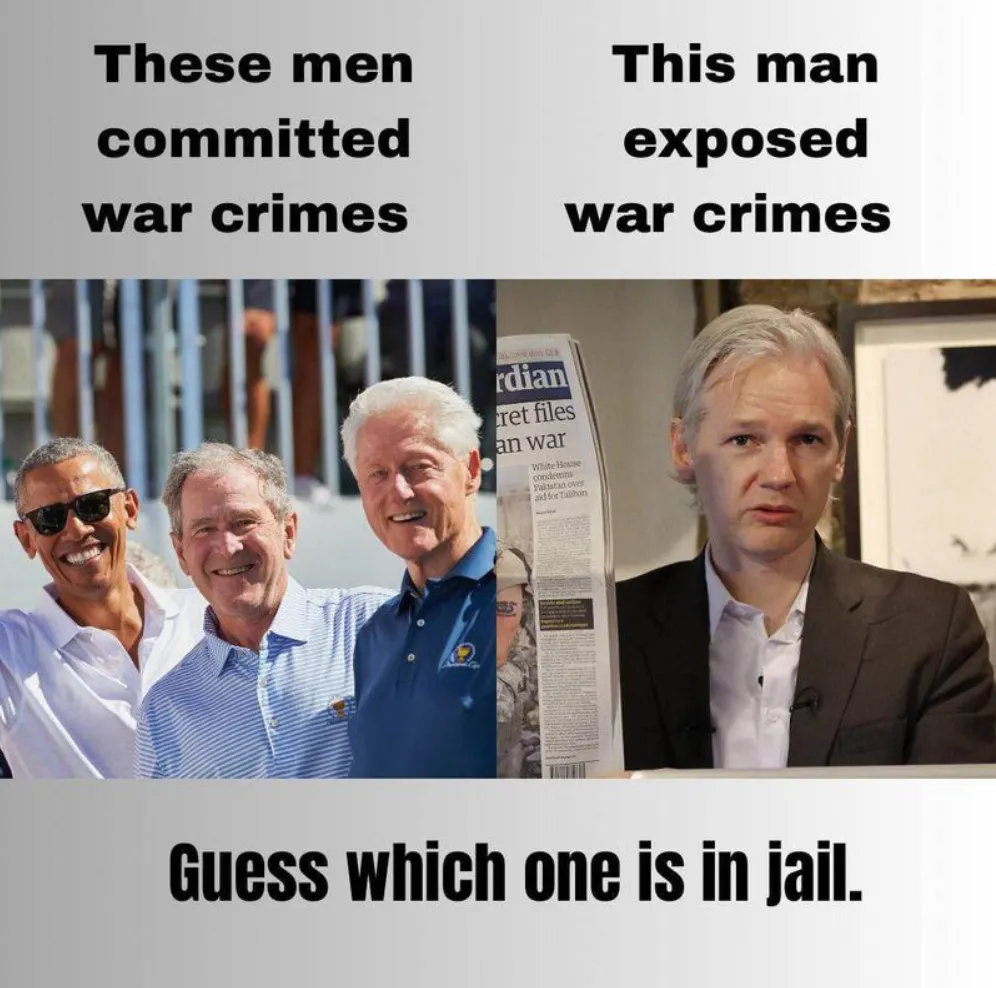 These men
committed
war crimes
This man
exposed
war crimes
rdian
ret files
an war
White House
condemns
Pakistan over
aid for Taliban
Guess which one is in jail.